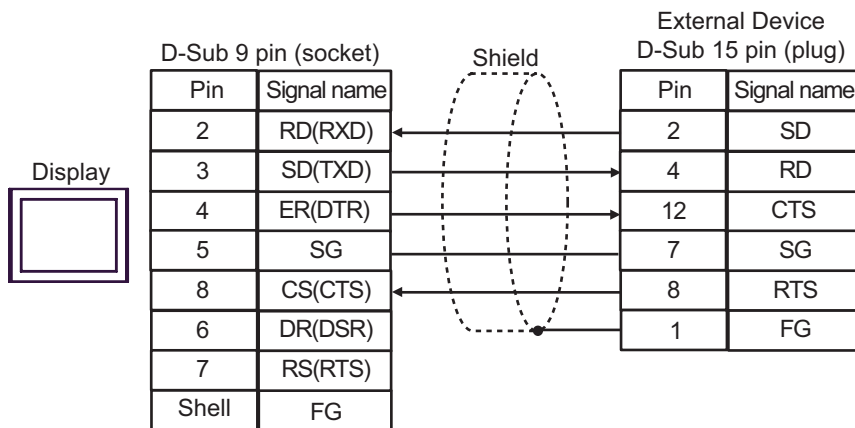 External Device
D-Sub 9 pin (socket) Shield D-Sub 15 pin (plug)
Pin Signal name Pin Signal name
2 RD(RXD) 2 SD
Display 3 SD(TXD) 4 RD
4 ER(DTR) 12 CTS
5 SG 7 SG
8 CS(CTS) 8 RTS
6 DR(DSR) 1 FG
7 RS(RTS)
Shell FG